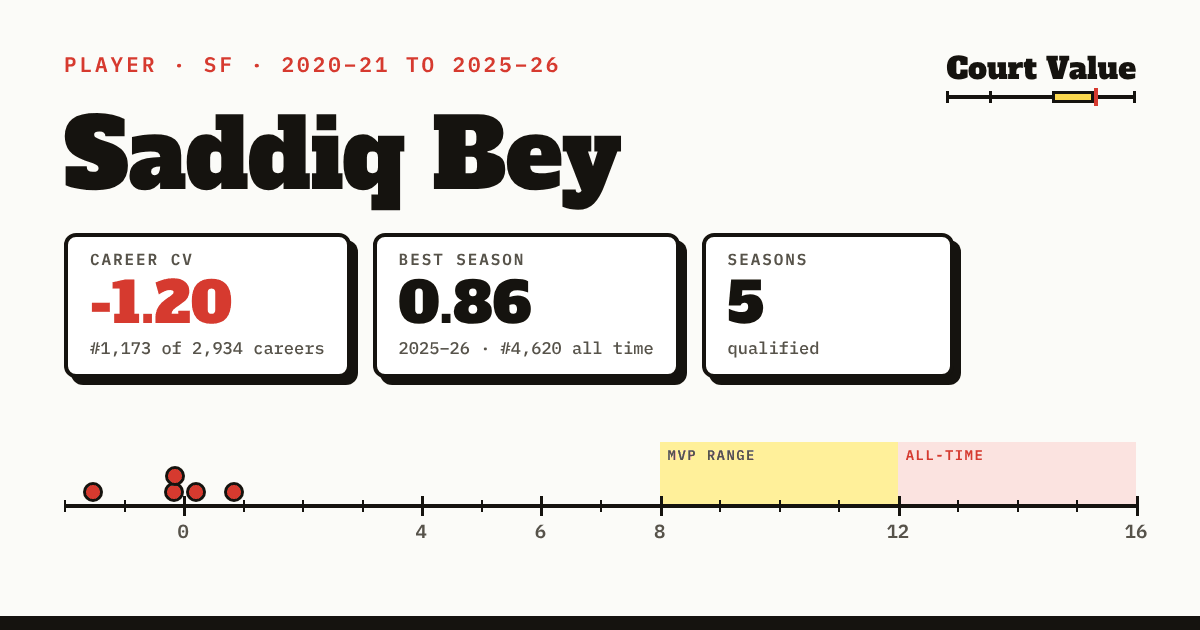 PLAYER · SF · 2020–21 TO 2025–26
Court Value
Saddiq Bey
CAREER CV
-1.20
#1,173 of 2,934 careers
BEST SEASON
0.86
2025–26 · #4,620 all time
SEASONS
5
qualified
MVP RANGE
ALL-TIME
0
4
6
8
12
16